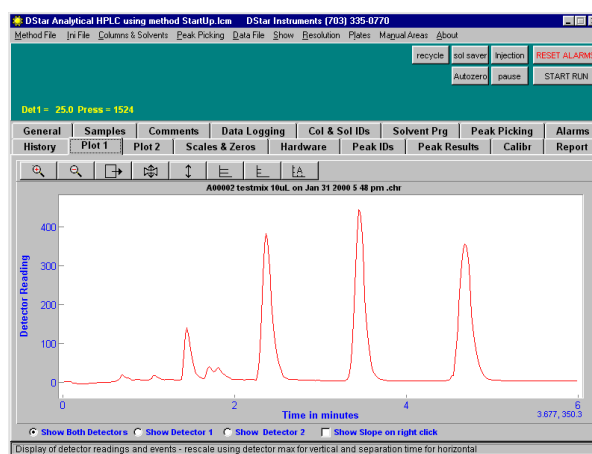 DStar Analytical HPLC using method StartUp.lcm DStar Instruments (703) 335-0770
Method File Ini File Columns & Solvents Peak Picking Data File Show Resolution Plates Manual Areas About
recycle sol saver Injection RESET ALARMS
Autozero pause START RUN
Det1 = 25.0 Press = 1524
General Samples Comments Data Logging Col & Sol IDs Solvent Prg Peak Picking Alarms
History Plot 1 Plot 2 Scales & Zeros Hardware Peak IDs Peak Results Calibr Report
A00002 testmix 10uL on Jan 31 2000 5 48 pm .chr
Detector Reading
400
300
200
100
0
0 2 4 6
Time in minutes
3.677, 350.3
Show Both Detectors Show Detector 1 Show Detector 2 Show Slope on right click
Display of detector readings and events - rescale using detector max for vertical and separation time for horizontal